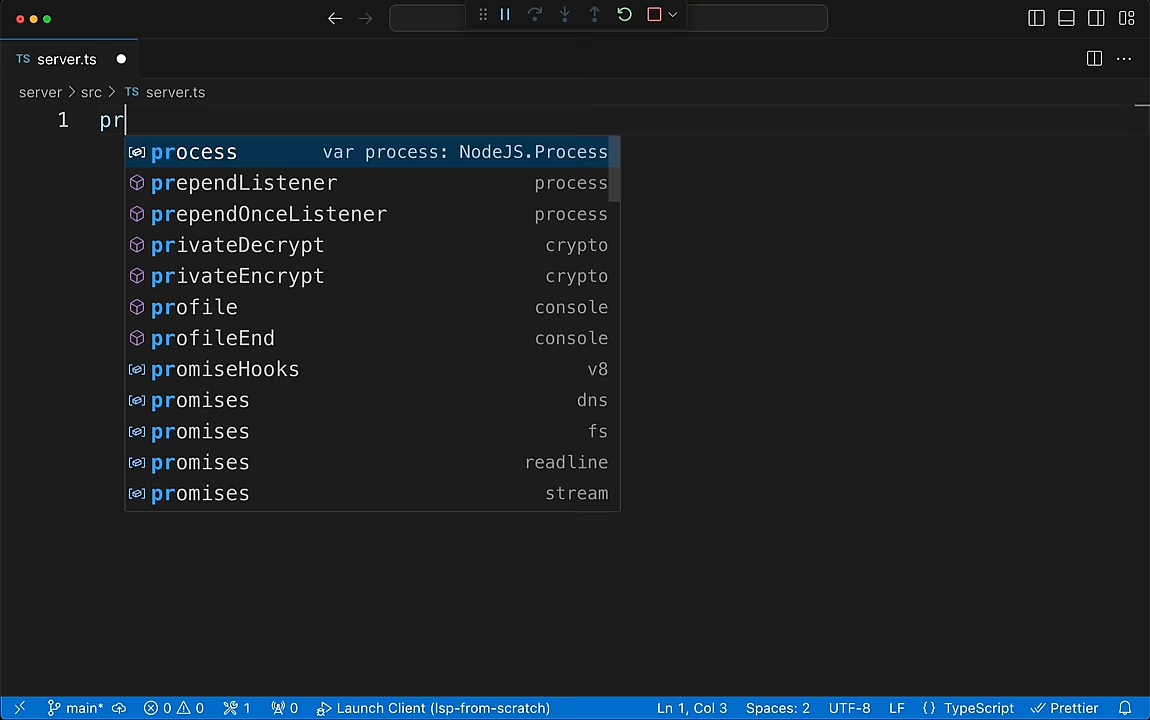 TS server.ts
server > src > TS server.ts
1 pr
process var process: NodeJS.Process
prependListener process
prependOnceListener process
privateDecrypt crypto
privateEncrypt crypto
profile console
profileEnd console
promiseHooks v8
promises dns
promises fs
promises readline
promises stream
main* 0 0 1 0 Launch Client (lsp-from-scratch) Ln 1, Col 3 Spaces: 2 UTF-8 LF {} TypeScript Prettier